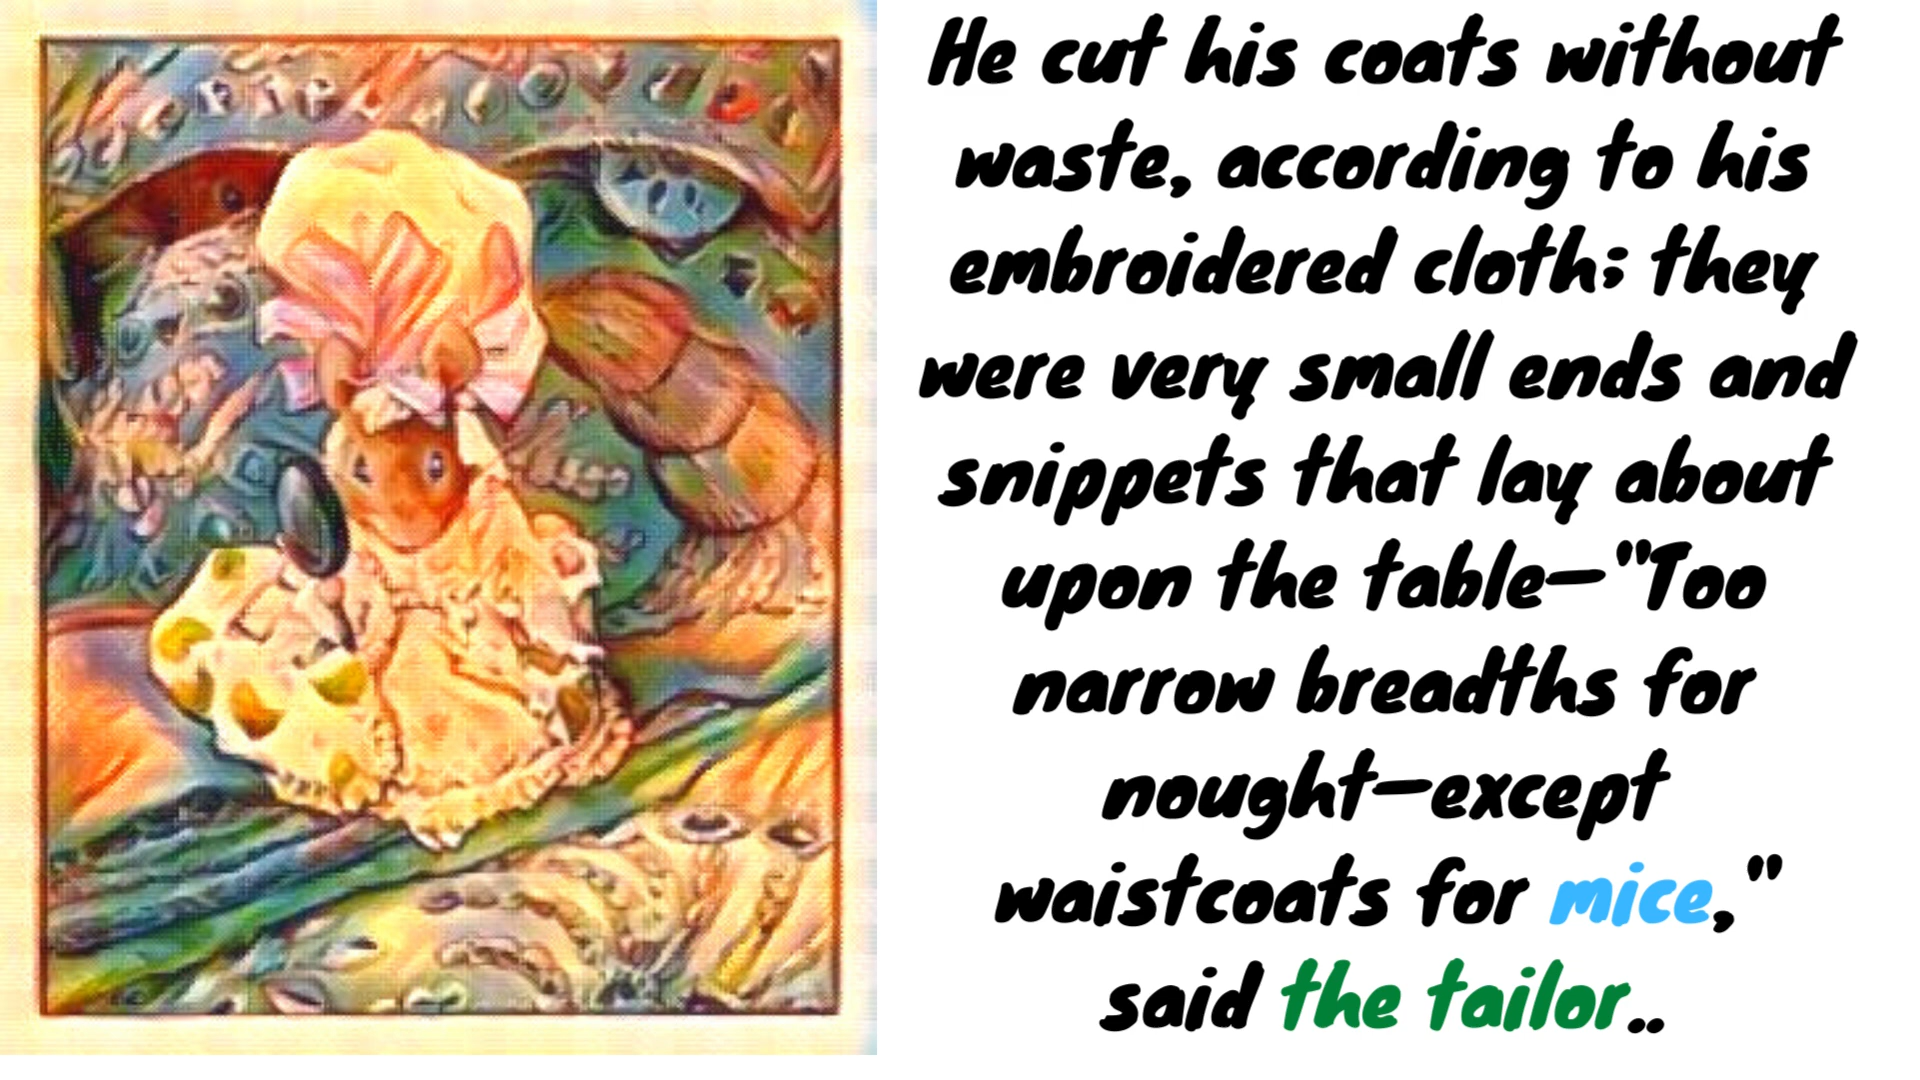 He cut his coats without
waste, according to his
embroidered cloth; they
were very small ends and
snippets that lay about
upon the table—"Too
narrow breadths for
nought—except
waistcoats for mice,"
said the tailor..